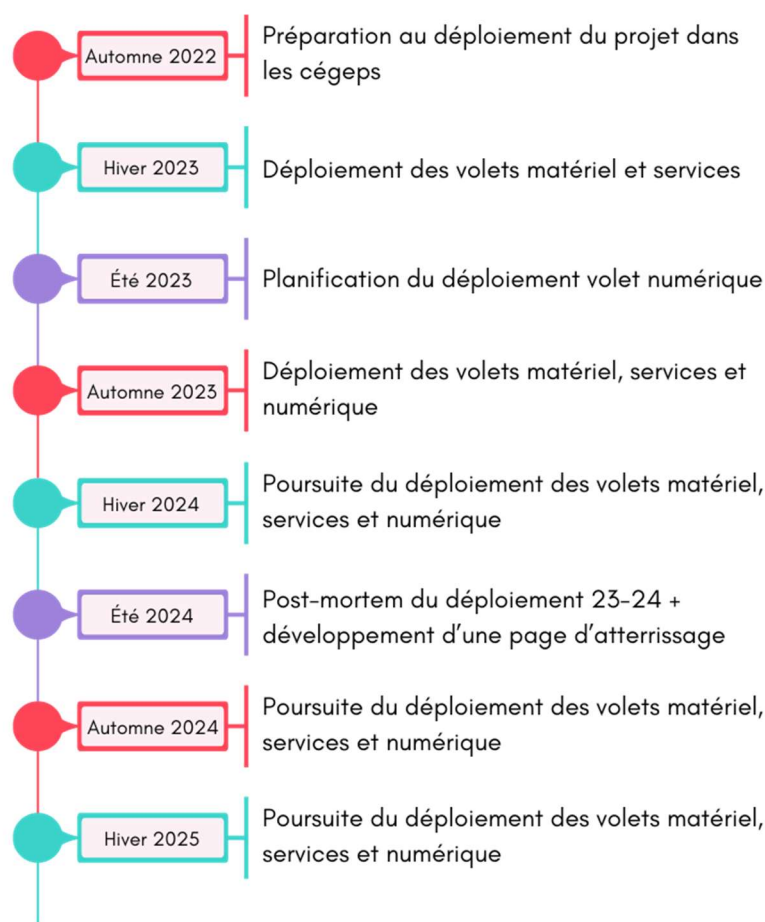 Automne 2022
Préparation au déploiement du projet dans
les cégeps
Hiver 2023
Déploiement des volets matériel et services
Été 2023
Planification du déploiement volet numérique
Automne 2023
Déploiement des volets matériel, services et
numérique
Hiver 2024
Poursuite du déploiement des volets matériel,
services et numérique
Été 2024
Post-mortem du déploiement 23-24 +
développement d'une page d'atterrissage
Automne 2024
Poursuite du déploiement des volets matériel,
services et numérique
Hiver 2025
Poursuite du déploiement des volets matériel,
services et numérique